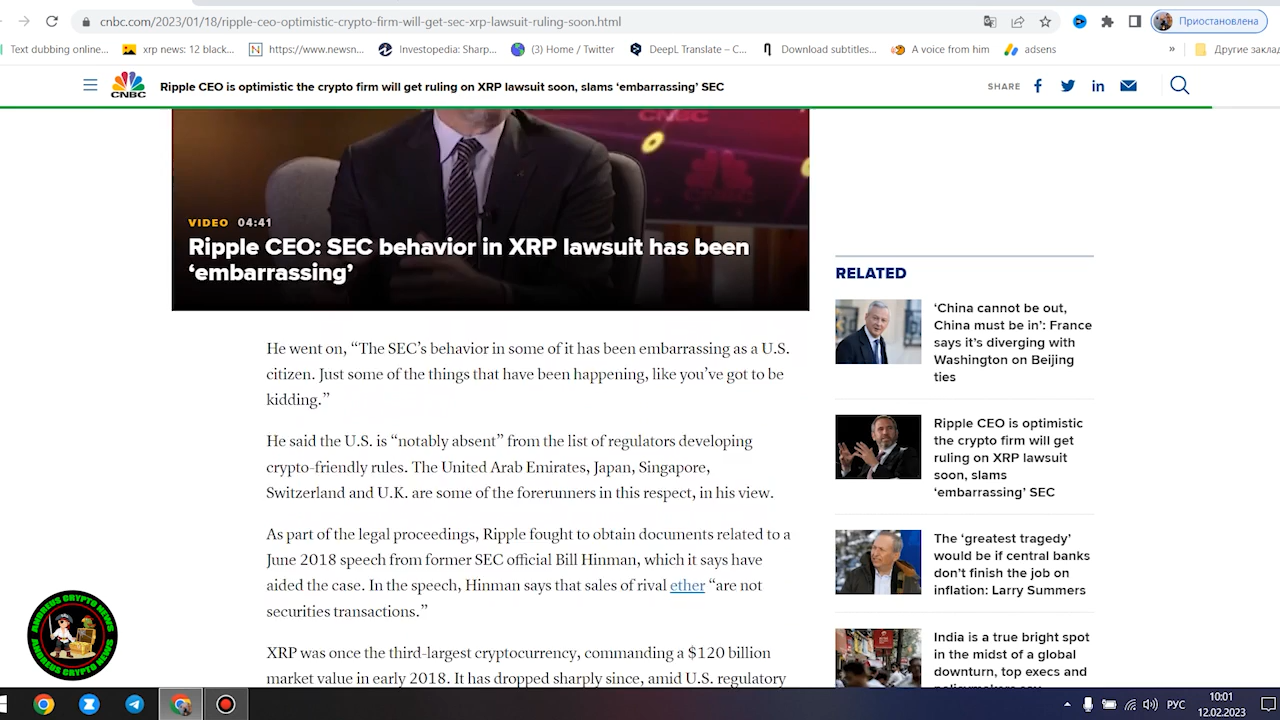 cnbc.com/2023/01/18/ripple-ceo-optimistic-crypto-firm-will-get-sec-xrp-lawsuit-ruling-soon.html
Приостановлена
Text dubbing online...
xrp news: 12 black...
https://www.newsn...
Investopedia: Sharp...
(3) Home / Twitter
DeepL Translate – C...
Download subtitles...
A voice from him
adsens
»
Другие закла
CNBC
Ripple CEO is optimistic the crypto firm will get ruling on XRP lawsuit soon, slams ‘embarrassing’ SEC
SHARE
CNBC
VIDEO 04:41
Ripple CEO: SEC behavior in XRP lawsuit has been
‘embarrassing’
He went on, “The SEC’s behavior in some of it has been embarrassing as a U.S.
citizen. Just some of the things that have been happening, like you’ve got to be
kidding.”
He said the U.S. is “notably absent” from the list of regulators developing
crypto-friendly rules. The United Arab Emirates, Japan, Singapore,
Switzerland and U.K. are some of the forerunners in this respect, in his view.
As part of the legal proceedings, Ripple fought to obtain documents related to a
June 2018 speech from former SEC official Bill Hinman, which it says have
aided the case. In the speech, Hinman says that sales of rival ether “are not
securities transactions.”
XRP was once the third-largest cryptocurrency, commanding a $120 billion
market value in early 2018. It has dropped sharply since, amid U.S. regulatory
RELATED
‘China cannot be out,
China must be in’: France
says it’s diverging with
Washington on Beijing
ties
Ripple CEO is optimistic
the crypto firm will get
ruling on XRP lawsuit
soon, slams
‘embarrassing’ SEC
The ‘greatest tragedy’
would be if central banks
don’t finish the job on
inflation: Larry Summers
India is a true bright spot
in the midst of a global
downturn, top execs and
policymakers say
ANDREUS CRYPTO NEWS
ANDREUS CRYPTO NEWS
РУС
10:01
12.02.2023